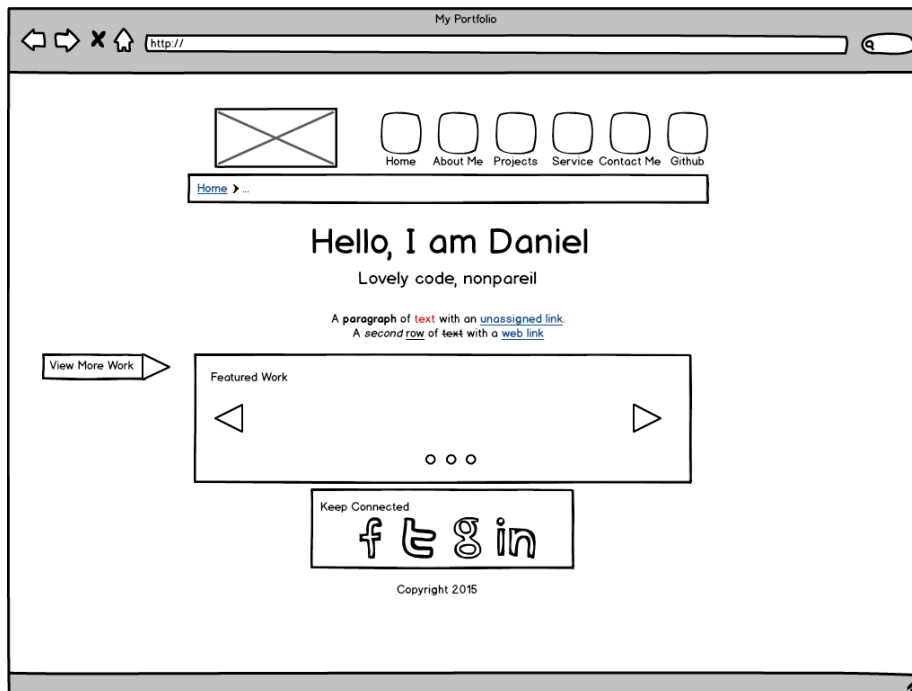 My Portfolio
http://
Home About Me Projects Service Contact Me Github
Home > ...
Hello, I am Daniel
Lovely code, nonpareil
A paragraph of text with an unassigned link.
A second row of text with a web link
View More Work
Featured Work
Keep Connected
f t g in
Copyright 2015